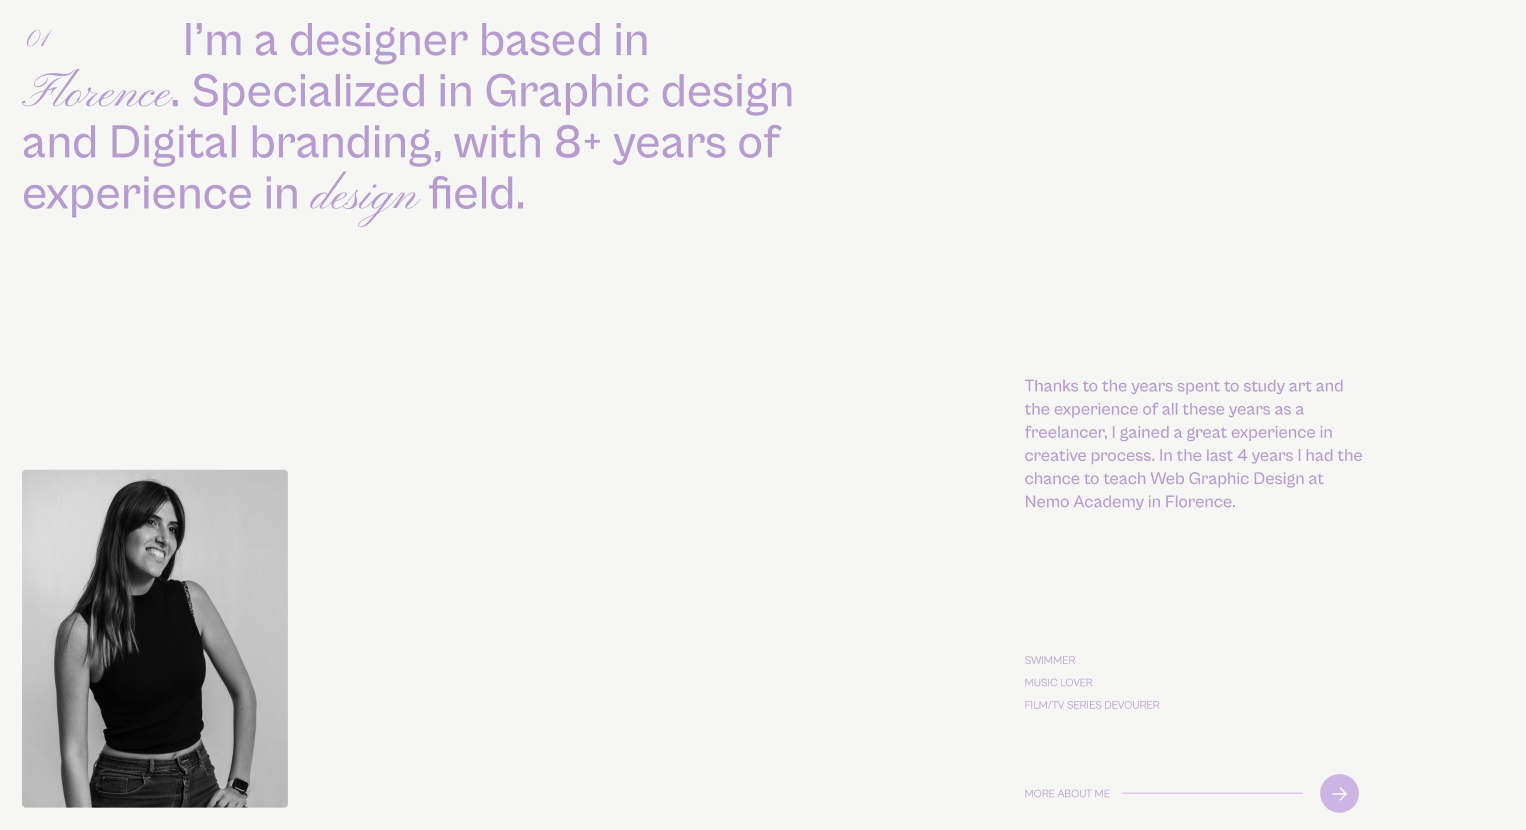 01 I’m a designer based in
Florence. Specialized in Graphic design
and Digital branding, with 8+ years of
experience in design field.
Thanks to the years spent to study art and
the experience of all these years as a
freelancer, I gained a great experience in
creative process. In the last 4 years I had the
chance to teach Web Graphic Design at
Nemo Academy in Florence.
SWIMMER
MUSIC LOVER
FILM/TV SERIES DEVOURER
MORE ABOUT ME